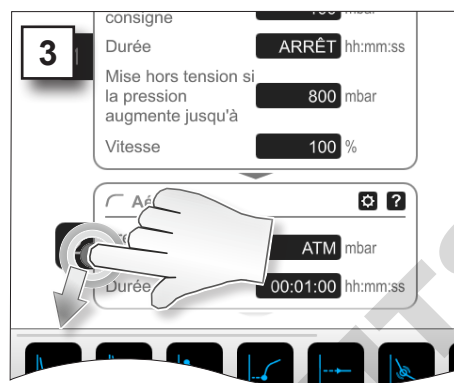 3
consigne
mbar
Durée ARRÊT hh:mm:ss
Mise hors tension si
la pression
augmente jusqu'à
800 mbar
Vitesse 100 %
?
ATM mbar
Durée 00:01:00 hh:mm:ss